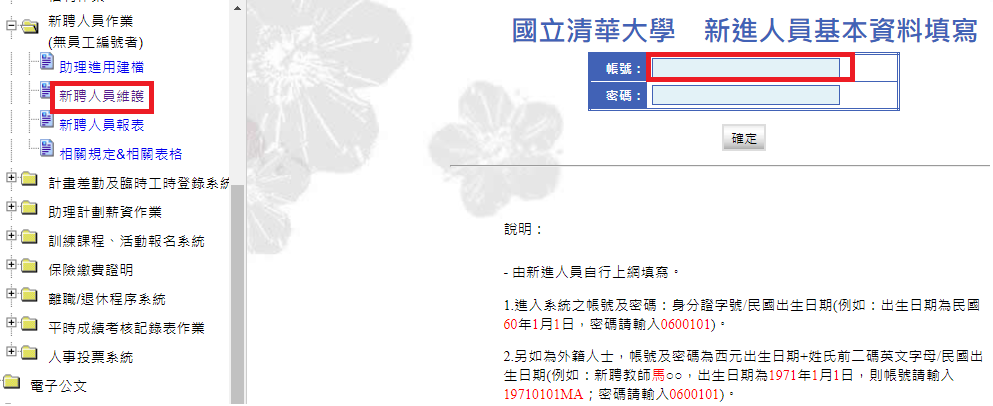 新聘人員作業
(無員工編號者)
助理進用建檔
新聘人員維護
新聘人員報表
相關規定&相關表格
計畫差勤及臨時工時登錄系統
助理計劃薪資作業
訓練課程、活動報名系統
保險繳費證明
離職/退休程序系統
平時成績考核記錄表作業
人事投票系統
電子公文
國立清華大學 新進人員基本資料填寫
帳號：
密碼：
確定
說明：
- 由新進人員自行上網填寫。
1.進入系統之帳號及密碼：身分證字號/民國出生日期(例如：出生日期為民國
60年1月1日，密碼請輸入0600101)。
2.另如為外籍人士，帳號及密碼為西元出生日期+姓氏前二碼英文字母/民國出
生日期(例如：新聘教師馬○○，出生日期為1971年1月1日，則帳號請輸入
19710101MA；密碼請輸入0600101)。